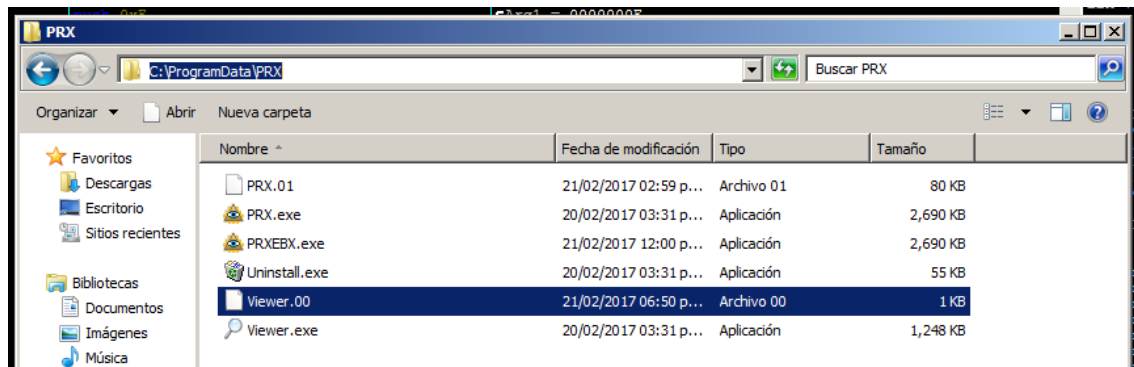 push 0xF Arg1 = 0000000F
PRX
C:\ProgramData\PRX Buscar PRX
Organizar Abrir Nueva carpeta
Favoritos
Descargas
Escritorio
Sitios recientes
Bibliotecas
Documentos
Imágenes
Música
Nombre Fecha de modificación Tipo Tamaño
PRX.01 21/02/2017 02:59 p... Archivo 01 80 KB
PRX.exe 20/02/2017 03:31 p... Aplicación 2,690 KB
PRXEBX.exe 21/02/2017 12:00 p... Aplicación 2,690 KB
Uninstall.exe 20/02/2017 03:31 p... Aplicación 55 KB
Viewer.00 21/02/2017 06:50 p... Archivo 00 1 KB
Viewer.exe 20/02/2017 03:31 p... Aplicación 1,248 KB